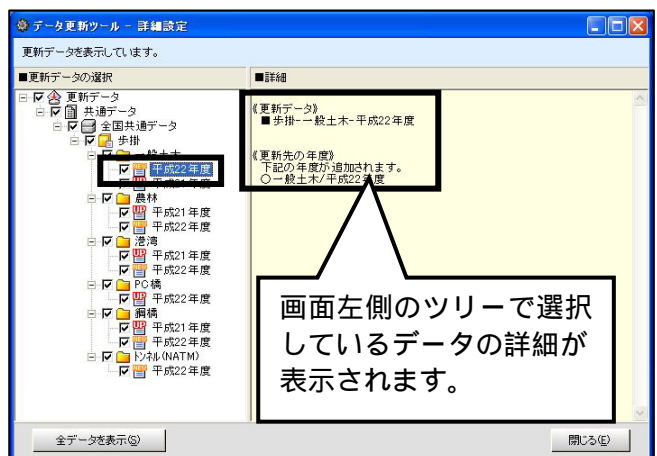 データ更新ツール - 詳細設定
更新データを表示しています。
■更新データの選択
■詳細
更新データ
共通データ
全国共通データ
歩掛
一般土木
平成22年度
平成21年度
農林
平成21年度
平成22年度
港湾
平成21年度
平成22年度
PC橋
平成22年度
鋼橋
平成21年度
平成22年度
トンネル(NATM)
平成22年度
《更新データ》
■歩掛-一般土木-平成22年度
《更新先の年度》
下記の年度が追加されます。
○一般土木/平成22年度
画面左側のツリーで選択
しているデータの詳細が
表示されます。
全データを表示(S)
閉じる(E)